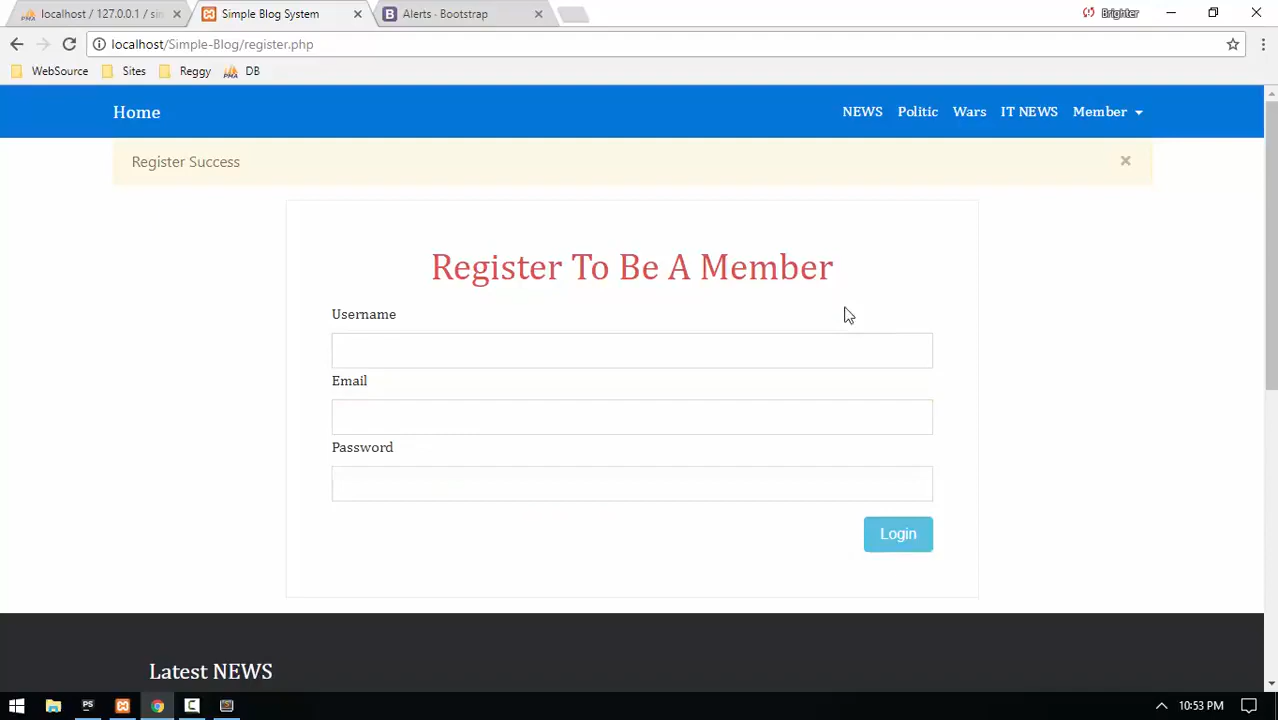 localhost / 127.0.0.1 / sim
Simple Blog System
Alerts - Bootstrap
Brighter
localhost/Simple-Blog/register.php
WebSource
Sites
Reggy
DB
Home
NEWS
Politic
Wars
IT NEWS
Member
Register Success
×
Register To Be A Member
Username
Email
Password
Login
Latest NEWS
10:53 PM